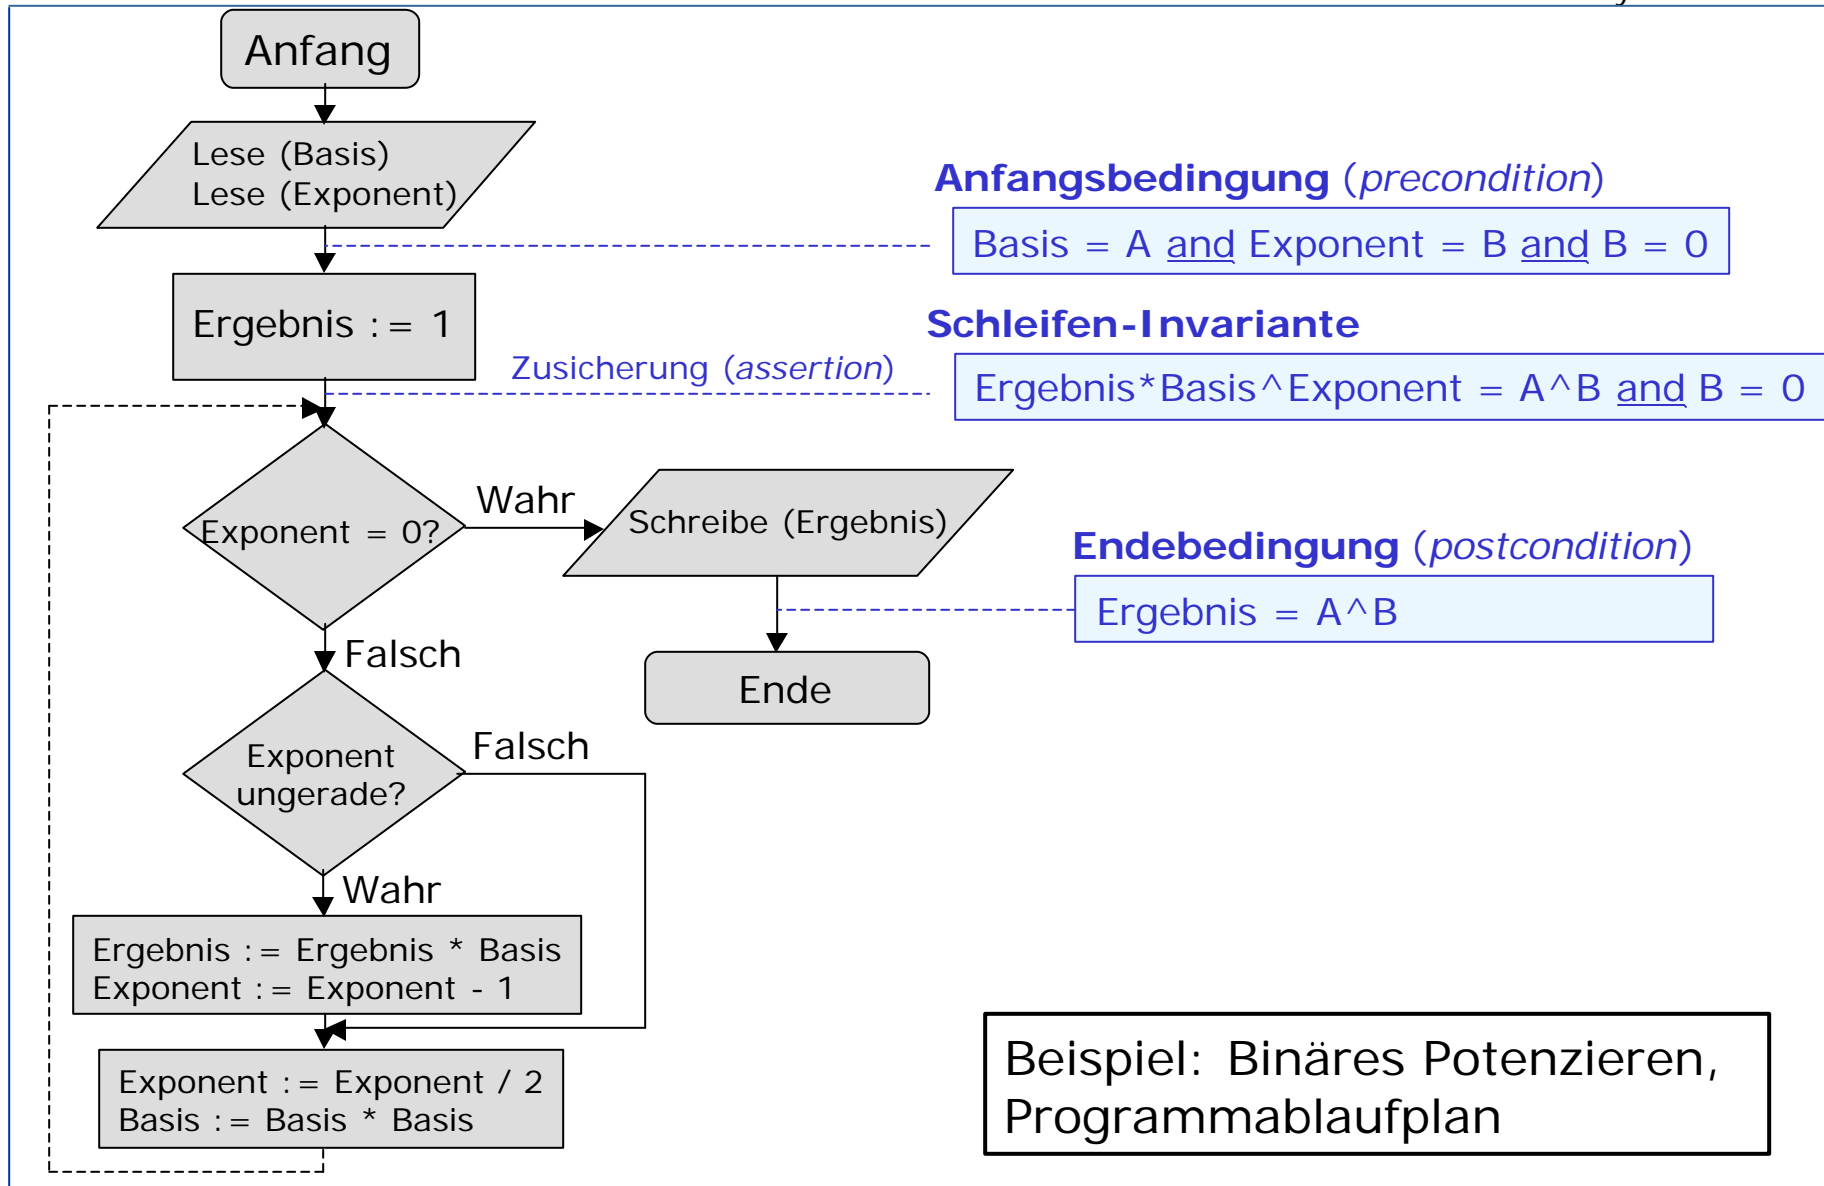 Anfang
Lese (Basis)
Lese (Exponent)
Anfangsbedingung (precondition)
Basis = A and Exponent = B and B = 0
Ergebnis := 1
Schleifen-Invariante
Zusicherung (assertion)
Ergebnis*Basis^Exponent = A^B and B = 0
Exponent = 0?
Wahr
Schreibe (Ergebnis)
Endebedingung (postcondition)
Ergebnis = A^B
Falsch
Ende
Exponent
ungerade?
Falsch
Wahr
Ergebnis := Ergebnis * Basis
Exponent := Exponent - 1
Exponent := Exponent / 2
Basis := Basis * Basis
Beispiel: Binäres Potenzieren,
Programmablaufplan